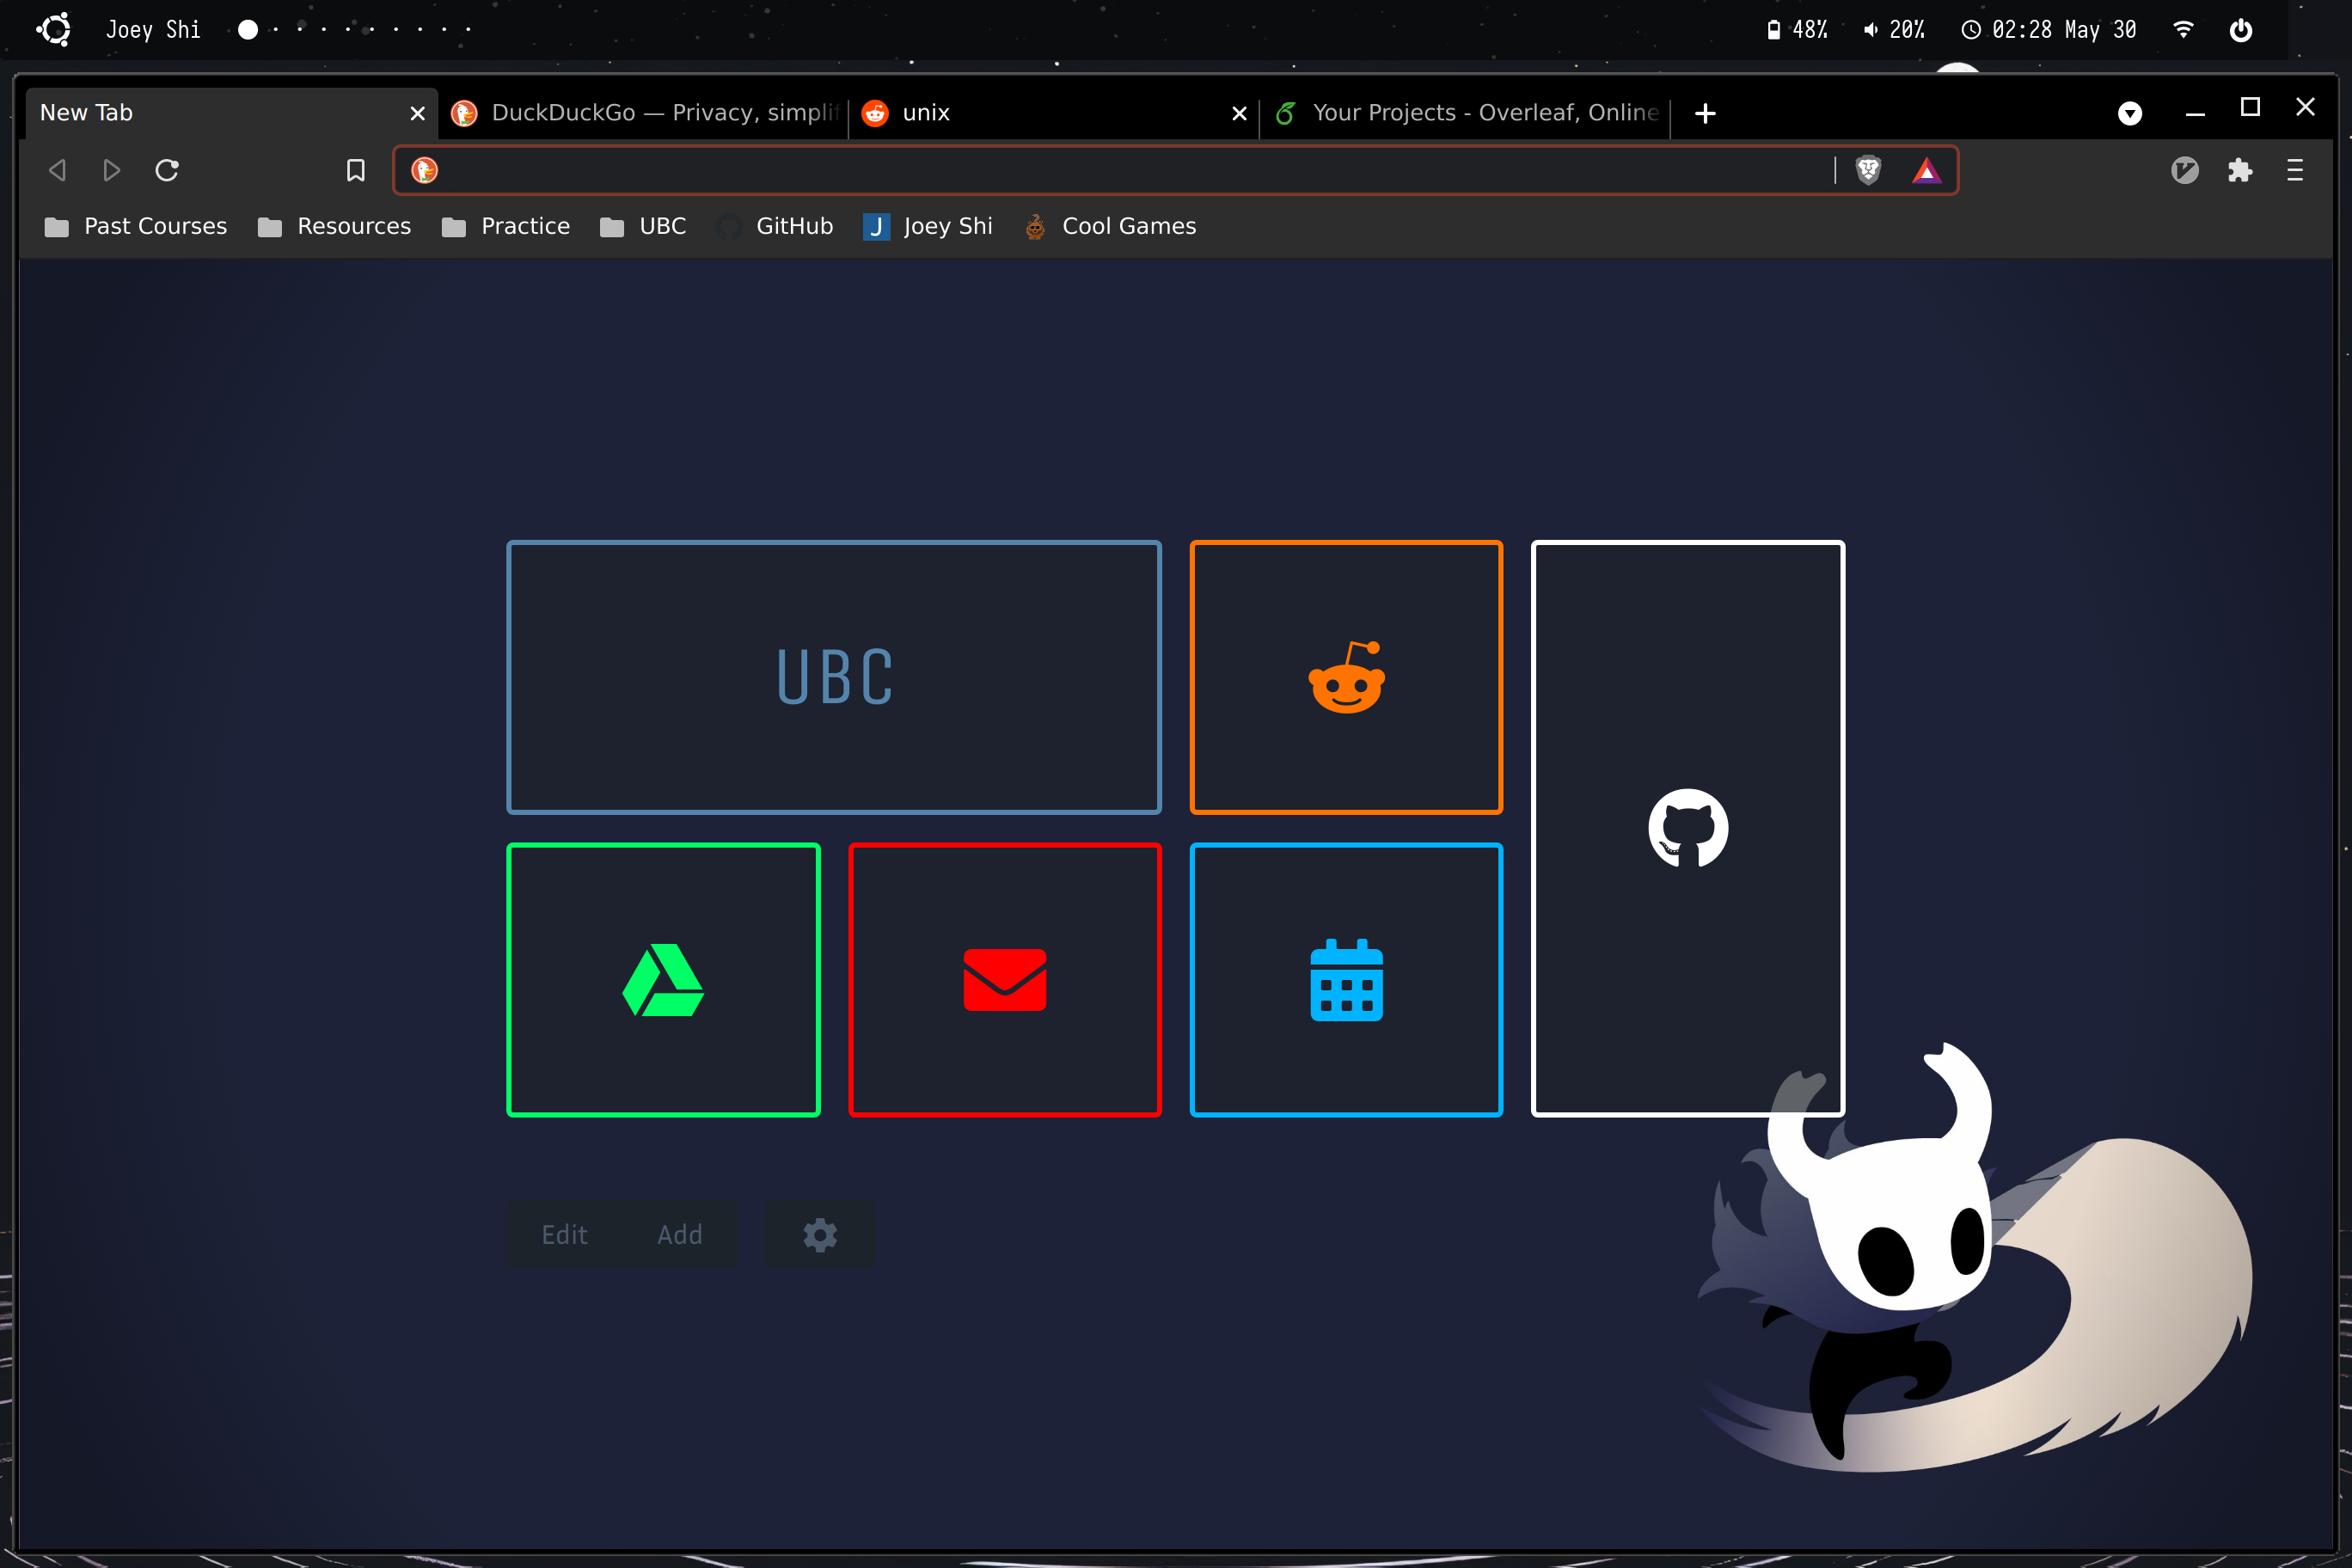 Joey Shi 48% 20% 02:28 May 30
New Tab DuckDuckGo — Privacy, simplif unix Your Projects - Overleaf, Online
Past Courses Resources Practice UBC GitHub J Joey Shi Cool Games
UBC
Edit Add